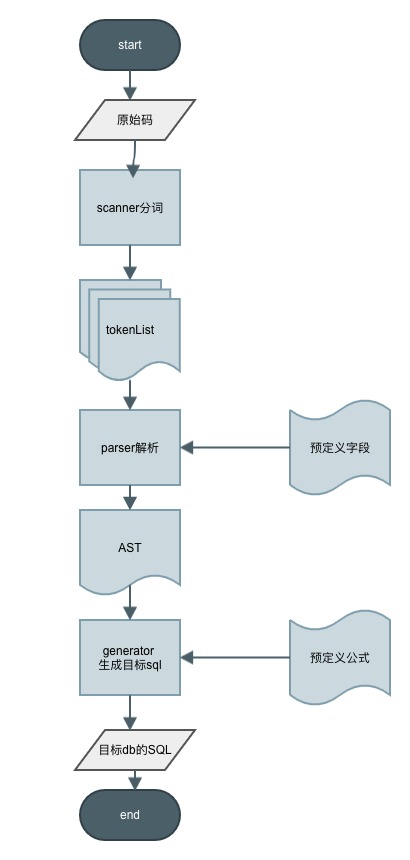 start
原始码
scanner分词
tokenList
parser解析
预定义字段
AST
generator
生成目标sql
预定义公式
目标db的SQL
end